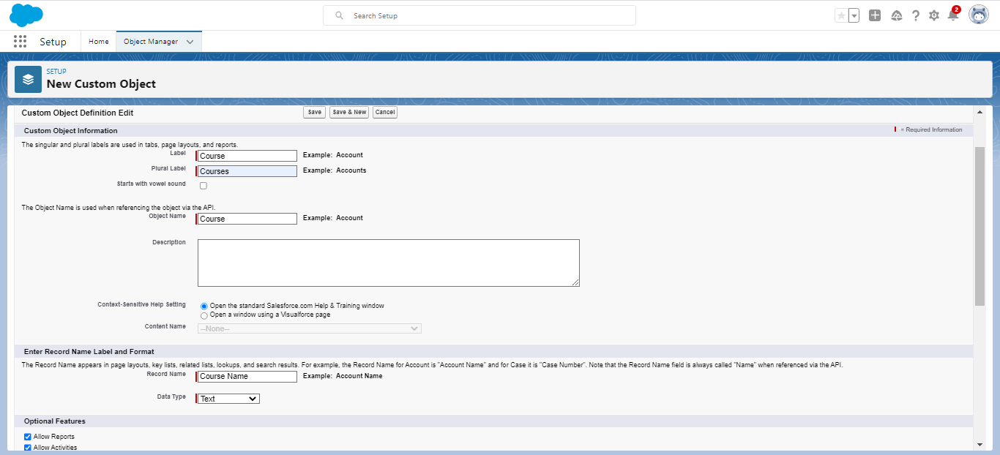 Search Setup
2
Setup
Home
Object Manager
SETUP
New Custom Object
Custom Object Definition Edit
Save
Save & New
Cancel
Custom Object Information
= Required Information
The singular and plural labels are used in tabs, page layouts, and reports.
Label
Course
Example: Account
Plural Label
Courses
Example: Accounts
Starts with vowel sound
The Object Name is used when referencing the object via the API.
Object Name
Course
Example: Account
Description
Context-Sensitive Help Setting
Open the standard Salesforce.com Help & Training window
Open a window using a Visualforce page
Content Name
--None--
Enter Record Name Label and Format
The Record Name appears in page layouts, key lists, related lists, lookups, and search results. For example, the Record Name for Account is "Account Name" and for Case it is "Case Number". Note that the Record Name field is always called "Name" when referenced via the API.
Record Name
Course Name
Example: Account Name
Data Type
Text
Optional Features
Allow Reports
Allow Activities